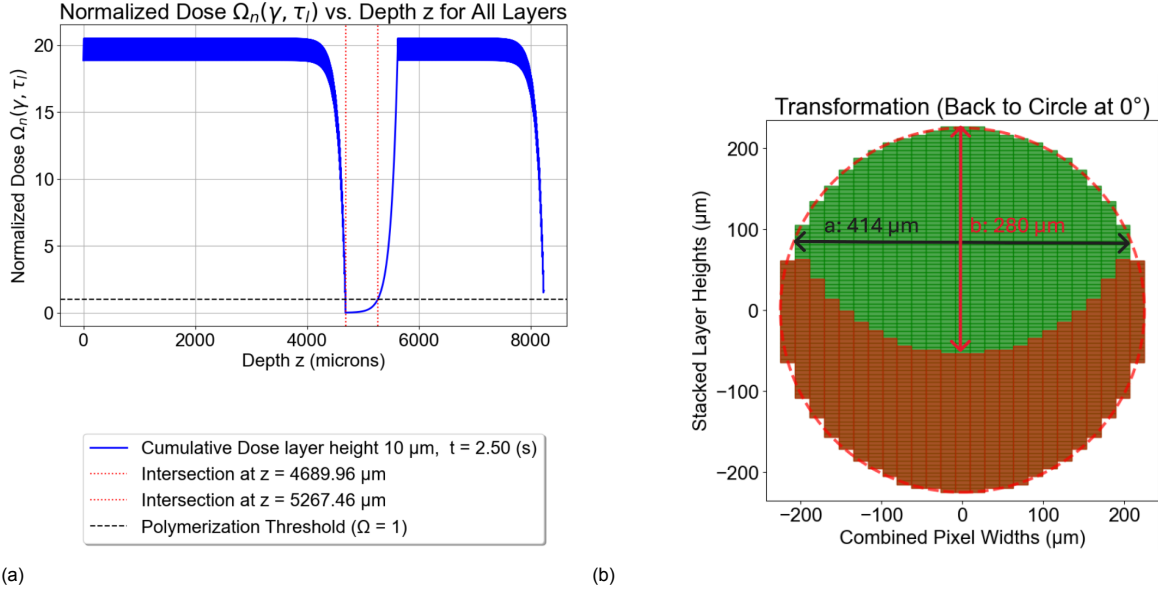 Normalized Dose Ωₙ(γ, τₗ) vs. Depth z for All Layers
Normalized Dose Ωₙ(γ, τₗ)
20
15
10
5
0
0
2000
4000
6000
8000
Depth z (microns)
Cumulative Dose layer height 10 μm, t = 2.50 (s)
Intersection at z = 4689.96 μm
Intersection at z = 5267.46 μm
Polymerization Threshold (Ω = 1)
(a)
Transformation (Back to Circle at 0°)
Stacked Layer Heights (μm)
200
100
0
−100
−200
a: 414 μm
b: 280 μm
−200
−100
0
100
200
Combined Pixel Widths (μm)
(b)